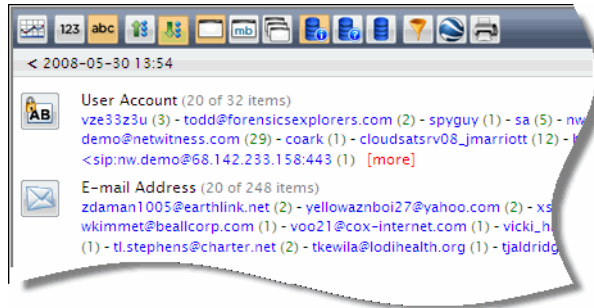 123 abc mb
< 2008-05-30 13:54
AB
User Account (20 of 32 items)
vze33z3u (3) - todd@forensicsexplorers.com (2) - spyguy (1) - sa (5) - nw
demo@netwitness.com (29) - coark (1) - cloudsatsrv08_jmarriott (12) -
<sip:nw.demo@68.142.233.158:443 (1) [more]
E-mail Address (20 of 248 items)
zdaman1005@earthlink.net (2) - yellowaznboi27@yahoo.com (2) - xs
wkimmet@beallcorp.com (1) - voo21@cox-internet.com (1) - vicki_h
(1) - tl.stephens@charter.net (2) - tkewila@lodihealth.org (1) - tjaldridg